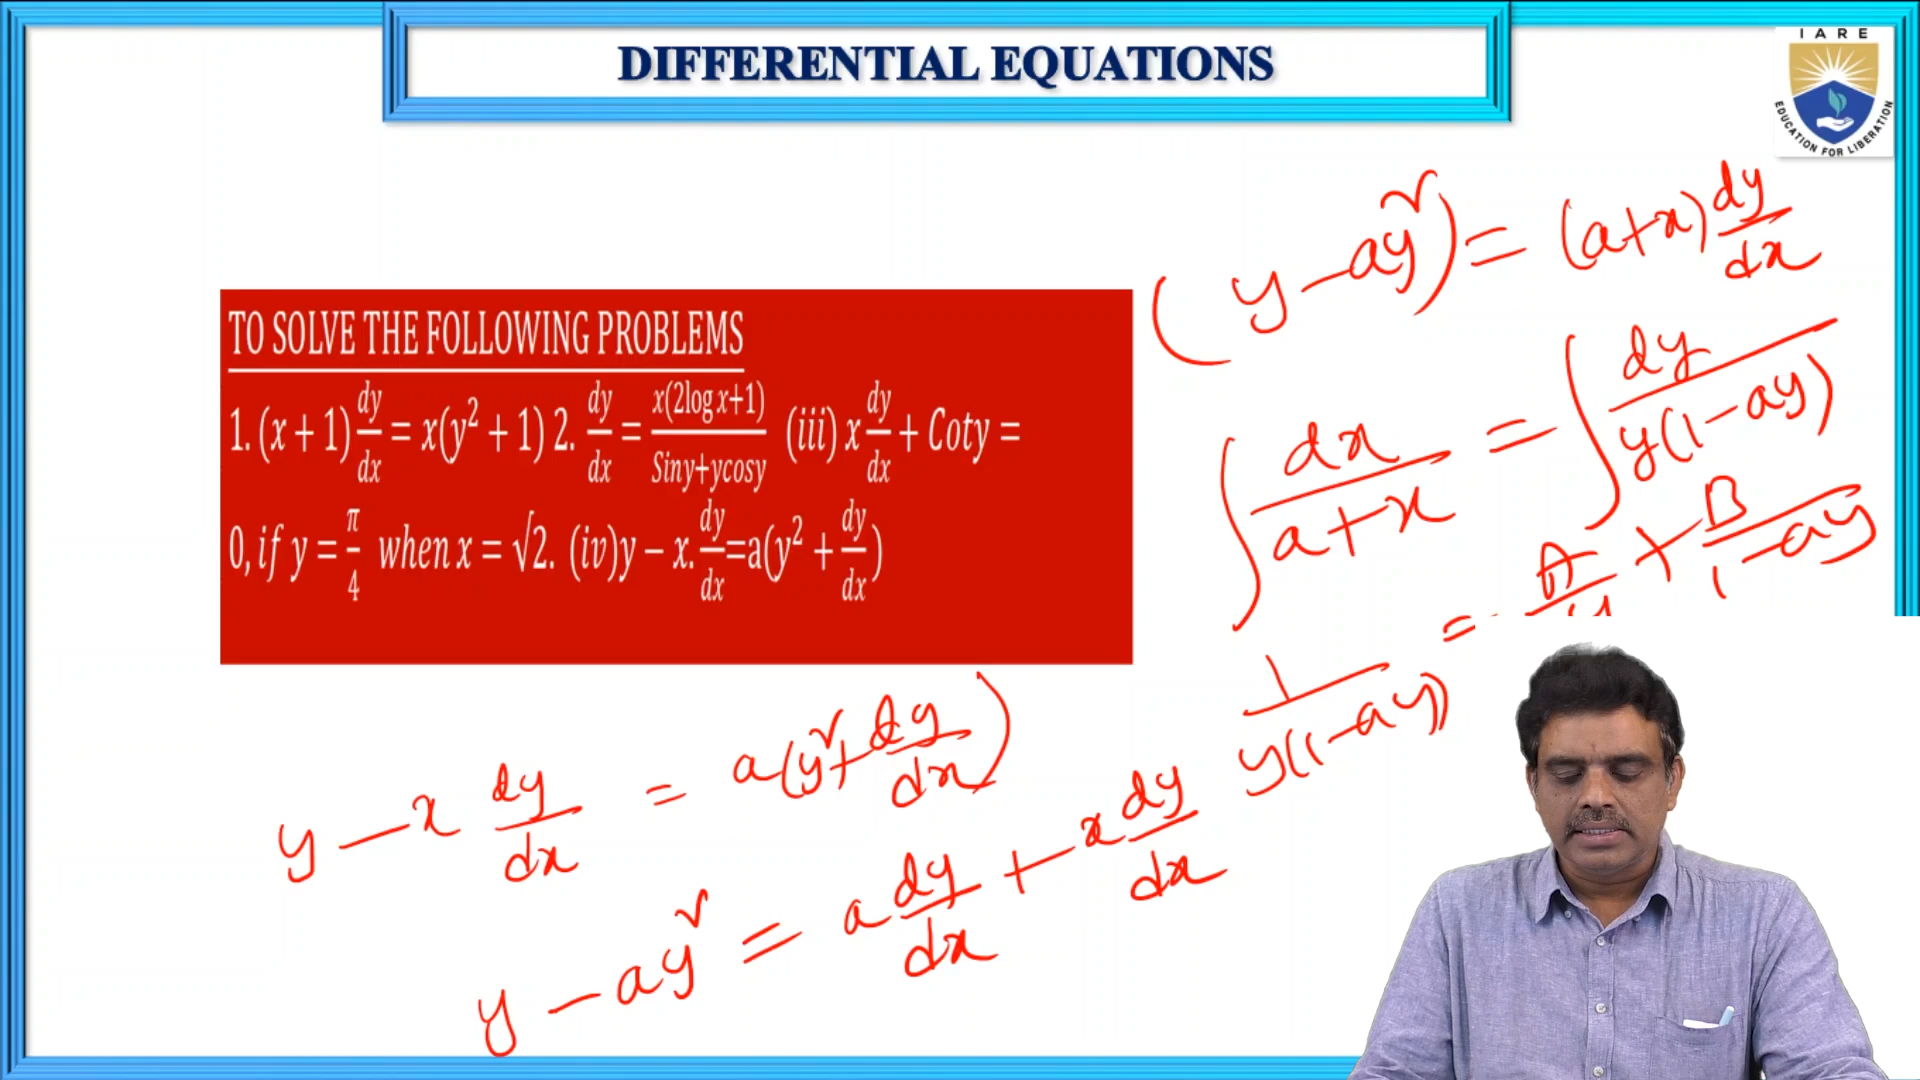 DIFFERENTIAL EQUATIONS
IARE
EDUCATION FOR LIBERATION
TO SOLVE THE FOLLOWING PROBLEMS
1. (x + 1) dy/dx = x(y² + 1) 2. dy/dx = x(2log x+1)/Siny+ycosy (iii) x dy/dx + Coty =
0, if y = π/4 when x = √2. (iv)y − x. dy/dx =a(y² + dy/dx)
(y − ay²) = (a+x) dy/dx
∫ dx/a+x = ∫ dy/y(1−ay)
1/y(1−ay) = A/y + B/1−ay
y − x dy/dx = a(y² + dy/dx)
y − ay² = a dy/dx + x dy/dx